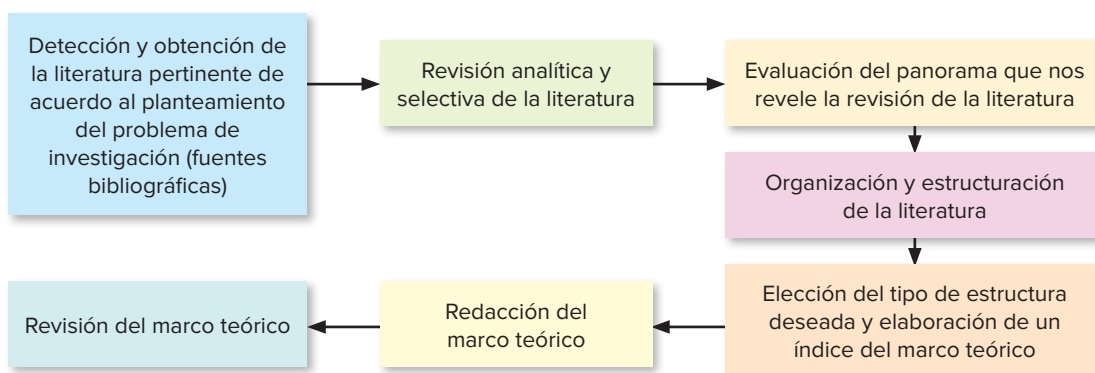 Detección y obtención de
la literatura pertinente de
acuerdo al planteamiento
del problema de
investigación (fuentes
bibliográficas)
Revisión analítica y
selectiva de la literatura
Evaluación del panorama que nos
revele la revisión de la literatura
Organización y estructuración
de la literatura
Elección del tipo de estructura
deseada y elaboración de un
índice del marco teórico
Redacción del
marco teórico
Revisión del marco teórico